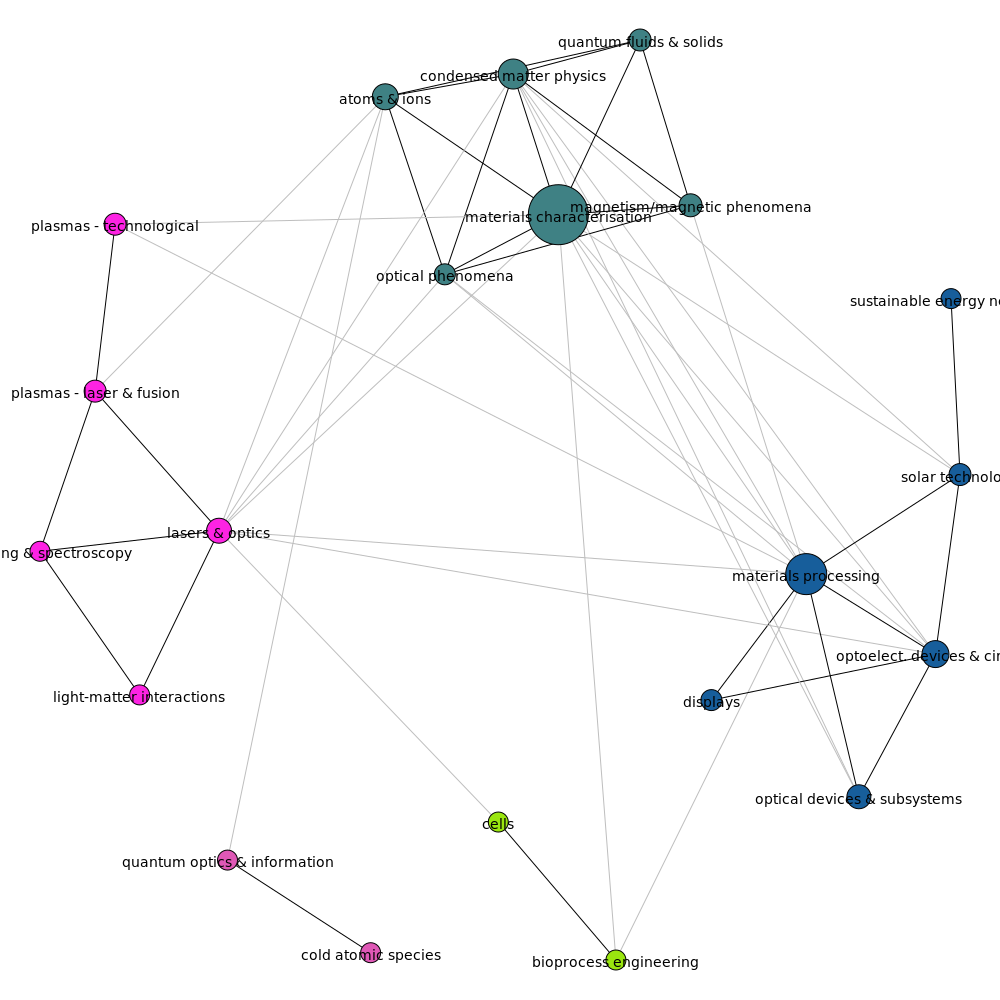 quantum fluids & solids
condensed matter physics
atoms & ions
magnetism/magnetic phenomena
materials characterisation
plasmas - technological
optical phenomena
sustainable energy ne
plasmas - laser & fusion
solar technolo
lasers & optics
ng & spectroscopy
materials processing
optoelect. devices & cir
light-matter interactions
displays
optical devices & subsystems
cells
quantum optics & information
cold atomic species
bioprocess engineering